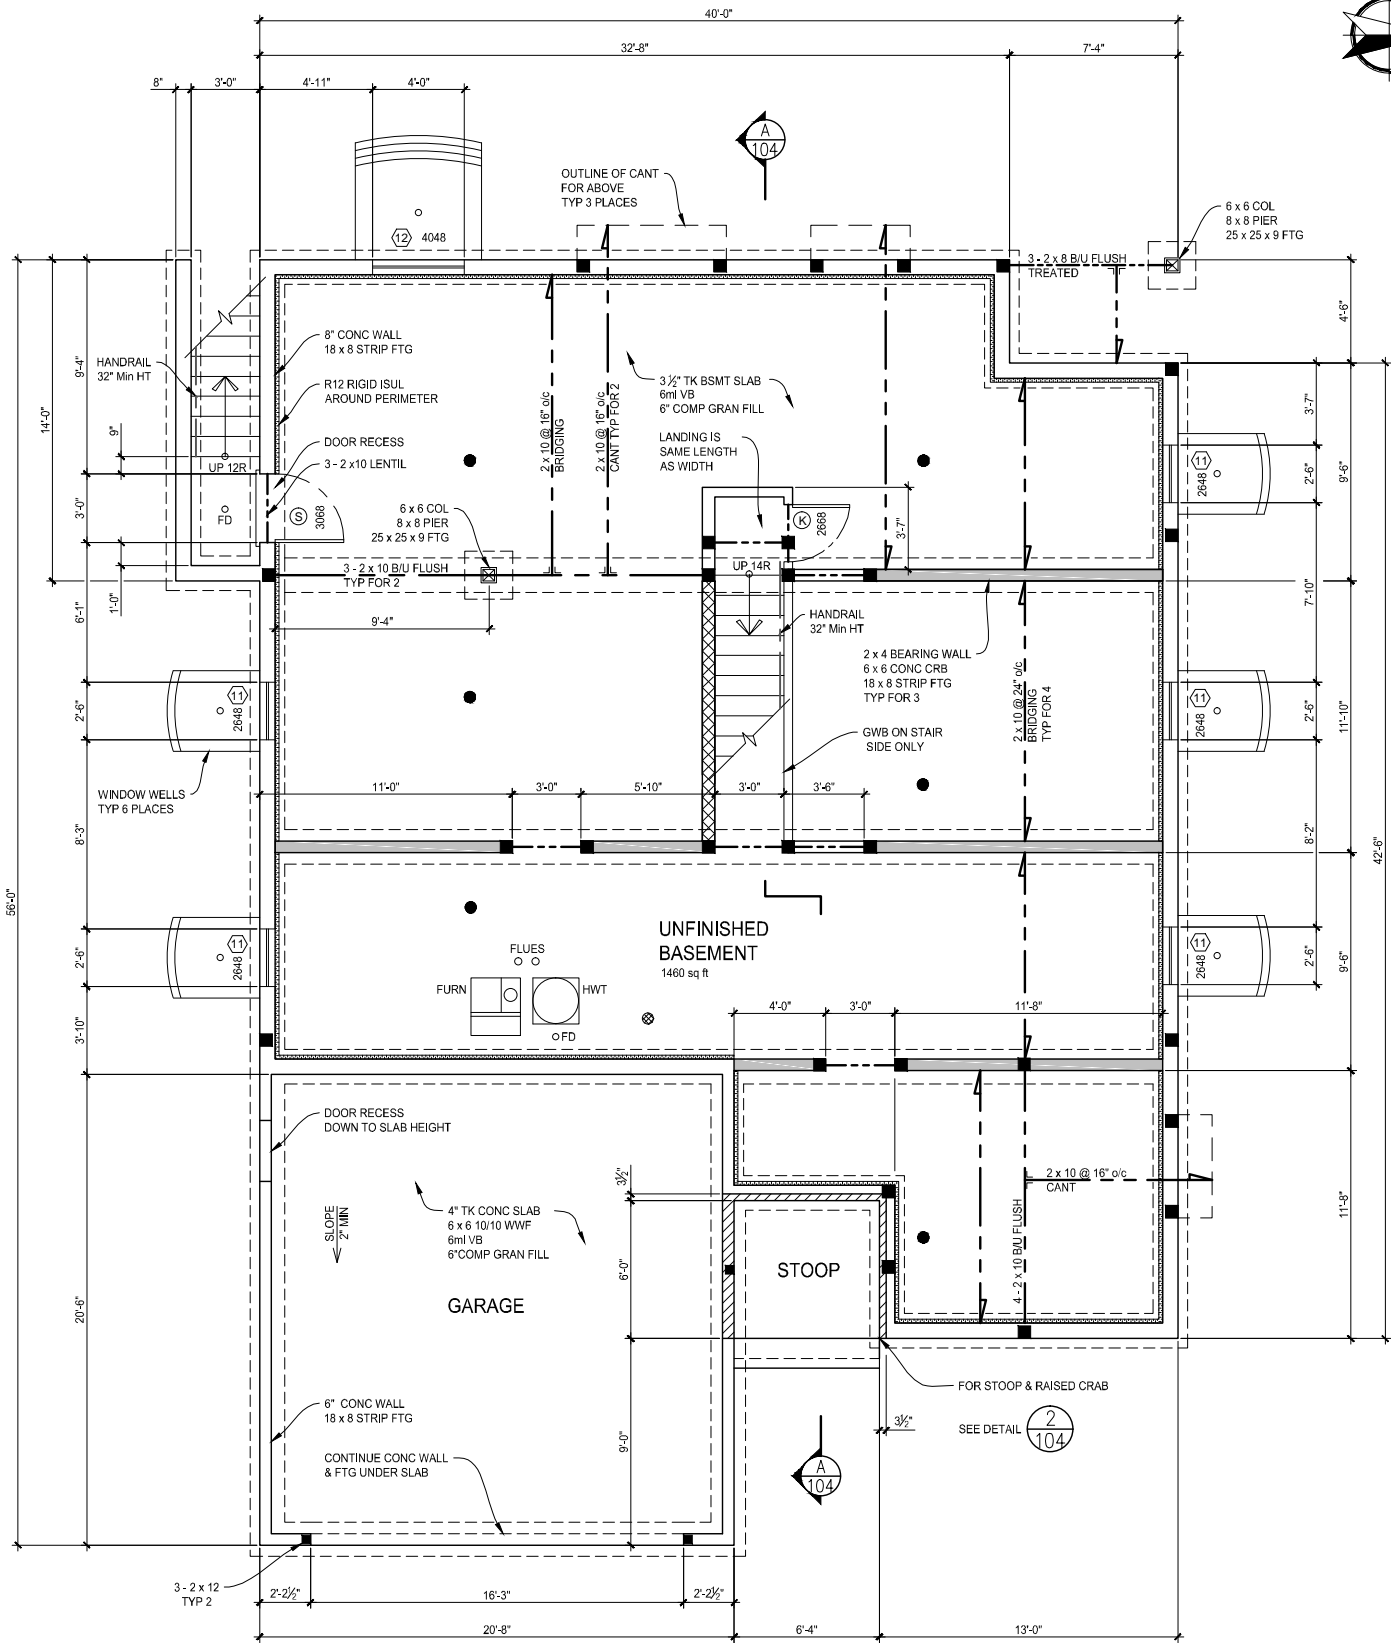 40'-0"
32'-8"
7'-4"
8"
3'-0"
4'-11"
4'-0"
A
104
OUTLINE OF CANT
FOR ABOVE
TYP 3 PLACES
6 x 6 COL
8 x 8 PIER
25 x 25 x 9 FTG
12
4048
3 - 2 x 8 B/U FLUSH
TREATED
4'-6"
8" CONC WALL
18 x 8 STRIP FTG
HANDRAIL
32" Min HT
9'-4"
R12 RIGID ISUL
AROUND PERIMETER
3 ½" TK BSMT SLAB
6ml VB
6" COMP GRAN FILL
2 x 10 @ 16" o/c
BRIDGING
2 x 10 @ 16" o/c
CANT TYP FOR 2
3'-7"
14'-0"
9"
DOOR RECESS
3 - 2 x10 LENTIL
LANDING IS
SAME LENGTH
AS WIDTH
UP 12R
11
2648
2'-6"
9'-6"
3'-0"
FD
S
3068
6 x 6 COL
8 x 8 PIER
25 x 25 x 9 FTG
K
2668
3'-7"
3 - 2 x 10 B/U FLUSH
TYP FOR 2
UP 14R
1'-0"
6'-1"
7'-10"
9'-4"
HANDRAIL
32" Min HT
2 x 4 BEARING WALL
6 x 6 CONC CRB
18 x 8 STRIP FTG
TYP FOR 3
2 x 10 @ 24" o/c
BRIDGING
TYP FOR 4
2'-6"
11
2648
11
2648
2'-6"
11'-10"
GWB ON STAIR
SIDE ONLY
WINDOW WELLS
TYP 6 PLACES
11'-0"
3'-0"
5'-10"
3'-0"
3'-6"
8'-3"
8'-2"
42'-6"
56'-0"
UNFINISHED
BASEMENT
1460 sq ft
2'-6"
11
2648
FLUES
FURN
HWT
FD
11
2648
2'-6"
9'-6"
4'-0"
3'-0"
11'-8"
3'-10"
DOOR RECESS
DOWN TO SLAB HEIGHT
3½"
2 x 10 @ 16" o/c
CANT
SLOPE
2" MIN
4" TK CONC SLAB
6 x 6 10/10 WWF
6ml VB
6"COMP GRAN FILL
4 - 2 x 10 B/U FLUSH
11'-8"
6'-0"
STOOP
GARAGE
20'-6"
FOR STOOP & RAISED CRAB
6" CONC WALL
18 x 8 STRIP FTG
3½"
SEE DETAIL
2
104
9'-0"
CONTINUE CONC WALL
& FTG UNDER SLAB
A
104
3 - 2 x 12
TYP 2
2'-2½"
16'-3"
2'-2½"
20'-8"
6'-4"
13'-0"